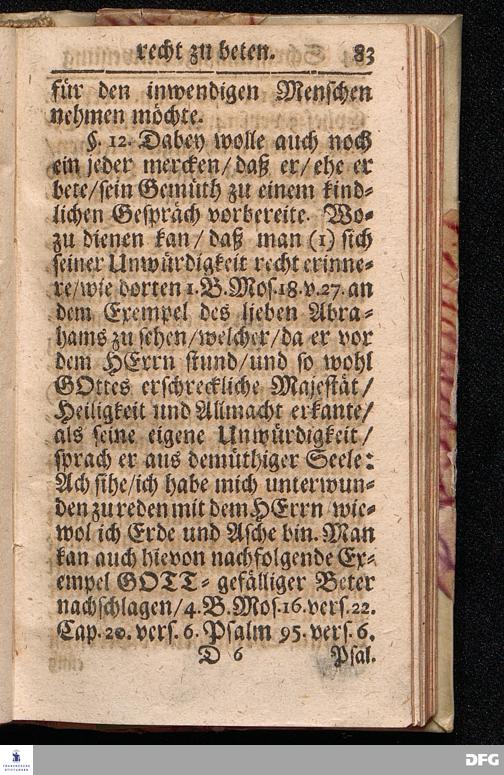 recht zu beten. 83
für den inwendigen Menschen
nehmen möchte.
§. 12. Dabey wolle auch noch
ein jeder mercken/ daß er/ ehe er
bete/ sein Gemüth zu einem kind-
lichen Gespräch vorbereite. Wo-
zu dienen kan/ daß man (1) sich
seiner Unwürdigkeit recht erinne-
re/ wie dorten 1. B. Mos. 18. v. 27. an
dem Exempel des lieben Abra-
hams zu sehen/ welcher/ da er vor
dem HErrn stund/ und so wohl
GOttes erschreckliche Majestät/
Heiligkeit und Allmacht erkante/
als seine eigene Unwürdigkeit/
sprach er aus demüthiger Seele:
Ach sihe/ ich habe mich unterwun-
den zu reden mit dem HErrn/ wie-
wol ich Erde und Asche bin. Man
kan auch hievon nachfolgende Ex-
empel GOTT-gefälliger Beter
nachschlagen/ 4. B. Mos. 16. vers. 22.
Cap. 20. vers. 6. Psalm 95. vers. 6.
D 6 Psal.
FRANCKESCHE
STIFTUNGEN
DFG